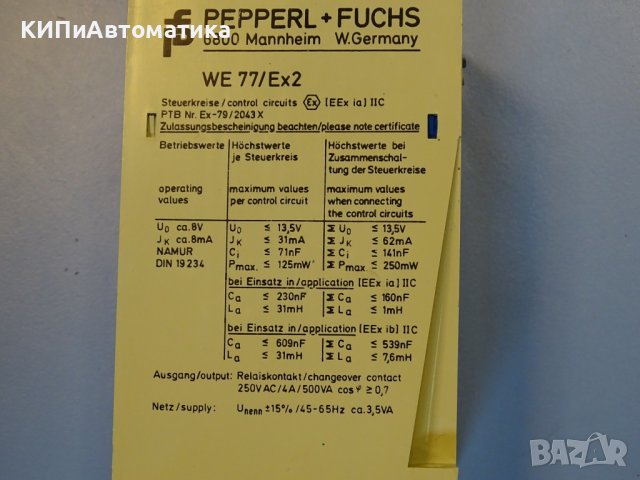 КИПиАвтоматика
PEPPERL + FUCHS
6800 Mannheim W.Germany
WE 77/Ex2
Steuerkreise/control circuits Ex [EEx ia] IIC
PTB Nr. Ex-79/2043 X
Zulassungsbescheinigung beachten/please note certificate
Betriebswerte Höchstwerte je Steuerkreis Höchstwerte bei Zusammenschal-tung der Steuerkreise
operating values maximum values per control circuit maximum values when connecting the control circuits
U₀ ca.8V U₀ ≤ 13,5V Σ U₀ ≤ 13,5V
JK ca.8mA JK ≤ 31mA Σ JK ≤ 62mA
NAMUR Ci ≤ 71nF Σ Ci ≤ 141nF
DIN 19234 Pmax. ≤ 125mW Σ Pmax. ≤ 250mW
bei Einsatz in/application [EEx ia] IIC
Ca ≤ 230nF Σ Ca ≤ 160nF
La ≤ 31mH Σ La ≤ 1mH
bei Einsatz in/application [EEx ib] IIC
Ca ≤ 609nF Σ Ca ≤ 539nF
La ≤ 31mH Σ La ≤ 7,6mH
Ausgang/output: Relaiskontakt/changeover contact
250VAC/4A/500VA cos φ ≥ 0,7
Netz/supply: Unenn ±15%/45-65Hz ca.3,5VA
BAZAR